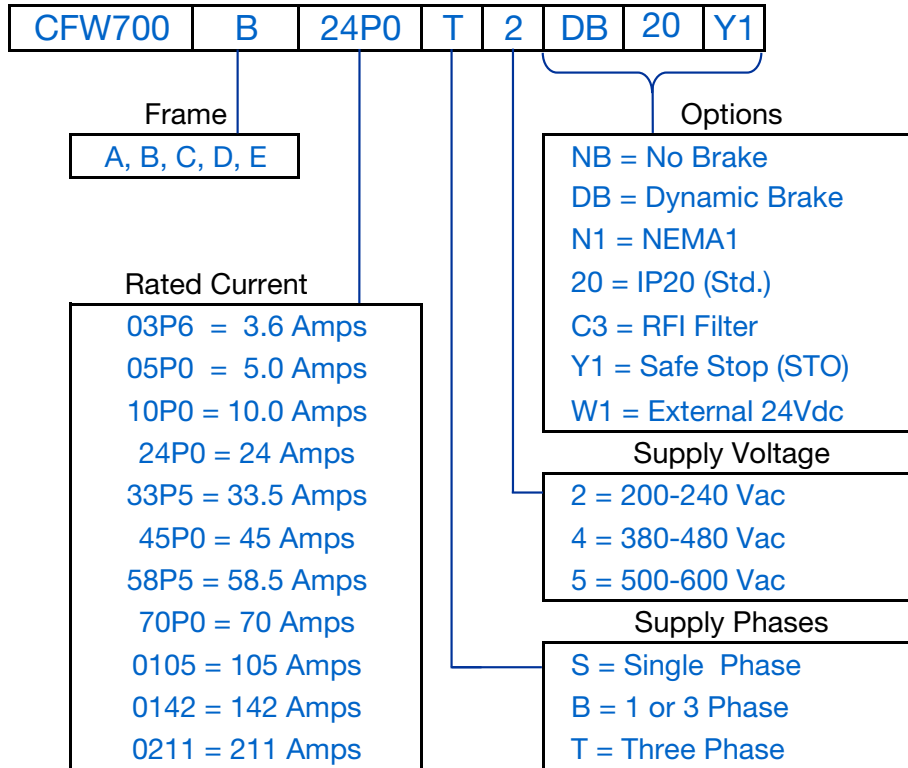 CFW700 B 24P0 T 2 DB 20 Y1
Frame
A, B, C, D, E
Rated Current
03P6 = 3.6 Amps
05P0 = 5.0 Amps
10P0 = 10.0 Amps
24P0 = 24 Amps
33P5 = 33.5 Amps
45P0 = 45 Amps
58P5 = 58.5 Amps
70P0 = 70 Amps
0105 = 105 Amps
0142 = 142 Amps
0211 = 211 Amps
Options
NB = No Brake
DB = Dynamic Brake
N1 = NEMA1
20 = IP20 (Std.)
C3 = RFI Filter
Y1 = Safe Stop (STO)
W1 = External 24Vdc
Supply Voltage
2 = 200-240 Vac
4 = 380-480 Vac
5 = 500-600 Vac
Supply Phases
S = Single Phase
B = 1 or 3 Phase
T = Three Phase